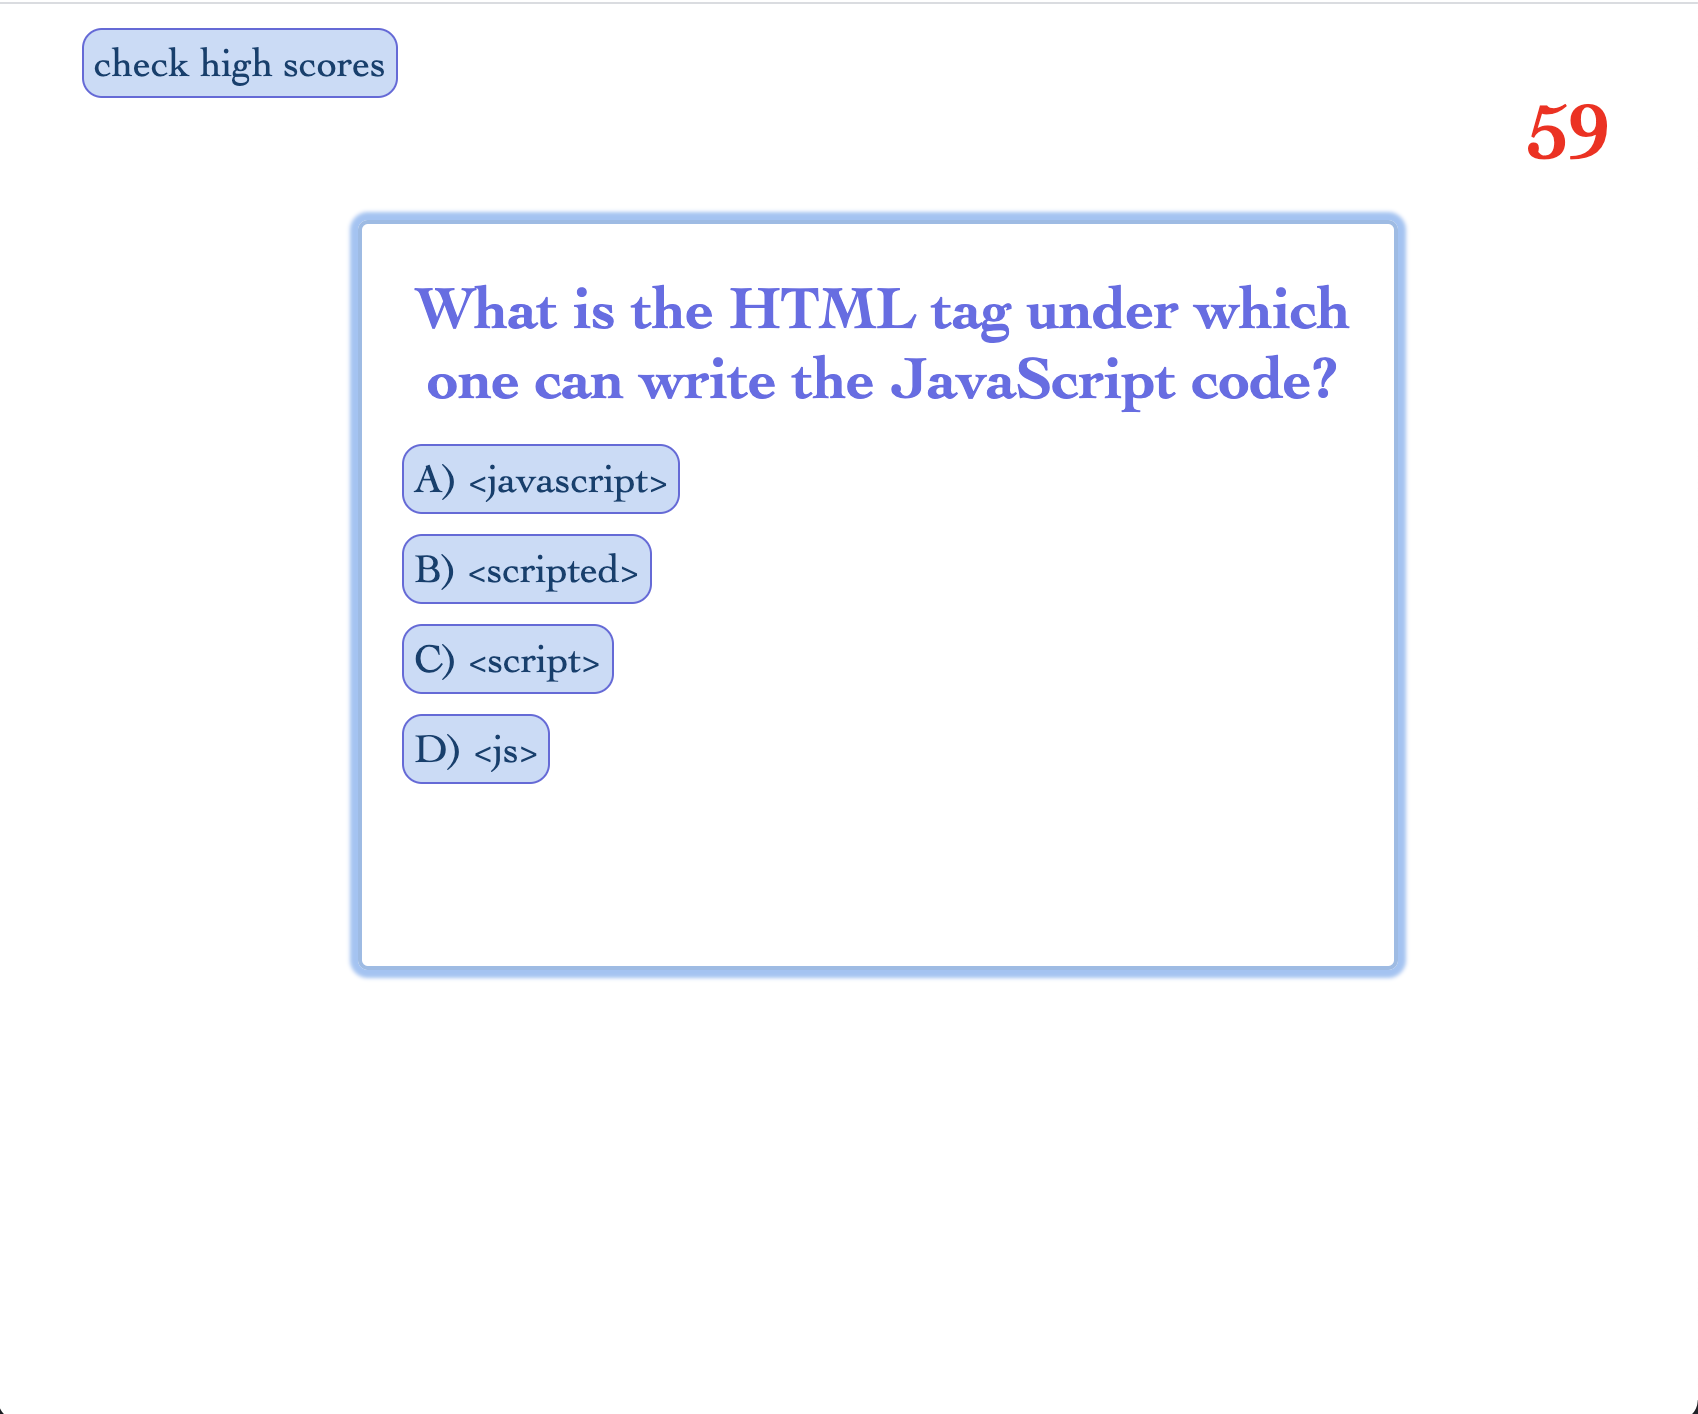 check high scores
59
What is the HTML tag under which
one can write the JavaScript code?
A) <javascript>
B) <scripted>
C) <script>
D) <js>